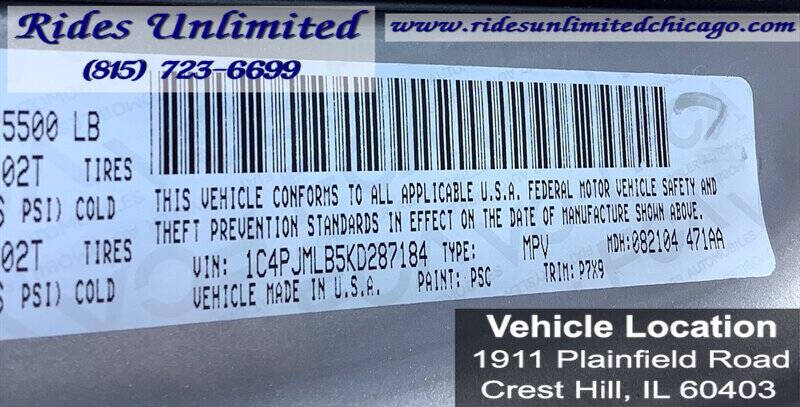 Rides Unlimited
(815) 723-6699
www.ridesunlimitedchicago.com
5500 LB
02T TIRES
PSI) COLD
02T TIRES
PSI) COLD
THIS VEHICLE CONFORMS TO ALL APPLICABLE U.S.A. FEDERAL MOTOR VEHICLE SAFETY AND
THEFT PREVENTION STANDARDS IN EFFECT ON THE DATE OF MANUFACTURE SHOWN ABOVE.
VIN: 1C4PJMLB5KD287184 TYPE: MPV MDH:082104 471AA
VEHICLE MADE IN U.S.A. PAINT: PSC TRIM: P7X9
Vehicle Location
1911 Plainfield Road
Crest Hill, IL 60403